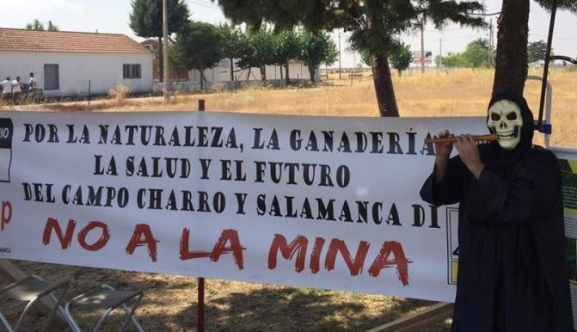 POR LA NATURALEZA, LA GANADERÍA
LA SALUD Y EL FUTURO
DEL CAMPO CHARRO Y SALAMANCA DI
NO A LA MINA